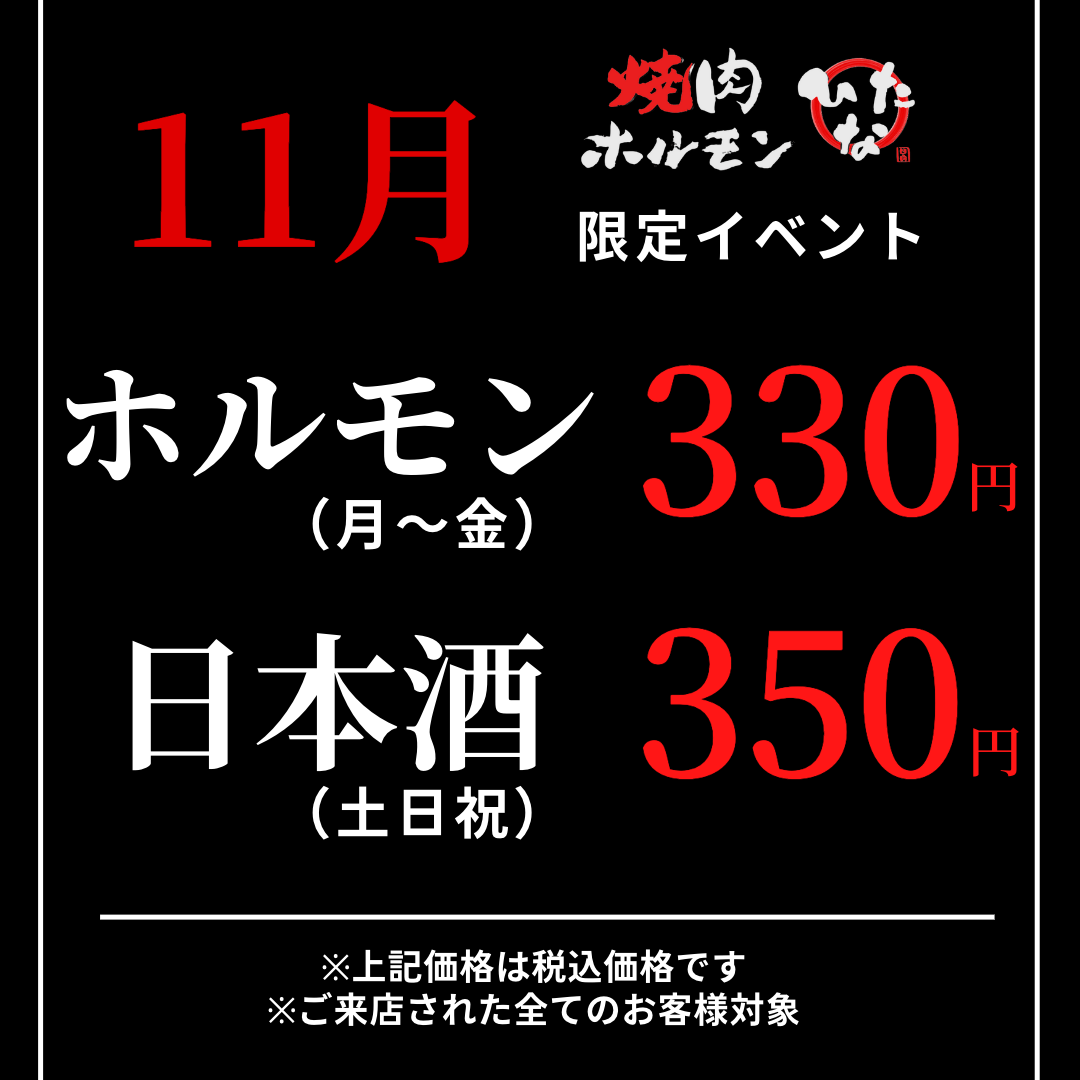 11月
焼肉
ホルモン
ひたな
限定イベント
ホルモン 330円
（月〜金）
日本酒 350円
（土日祝）
※上記価格は税込価格です
※ご来店された全てのお客様対象